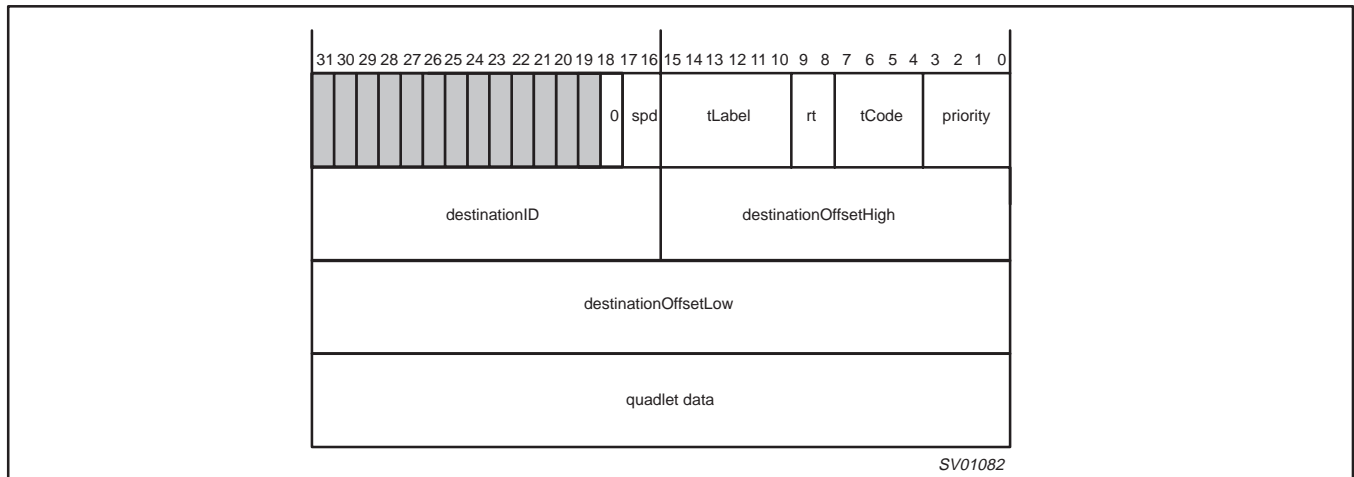 31 30 29 28 27 26 25 24 23 22 21 20 19 18 17 16 15 14 13 12 11 10 9 8 7 6 5 4 3 2 1 0
0 spd tLabel rt tCode priority
destinationID destinationOffsetHigh
destinationOffsetLow
quadlet data
SV01082